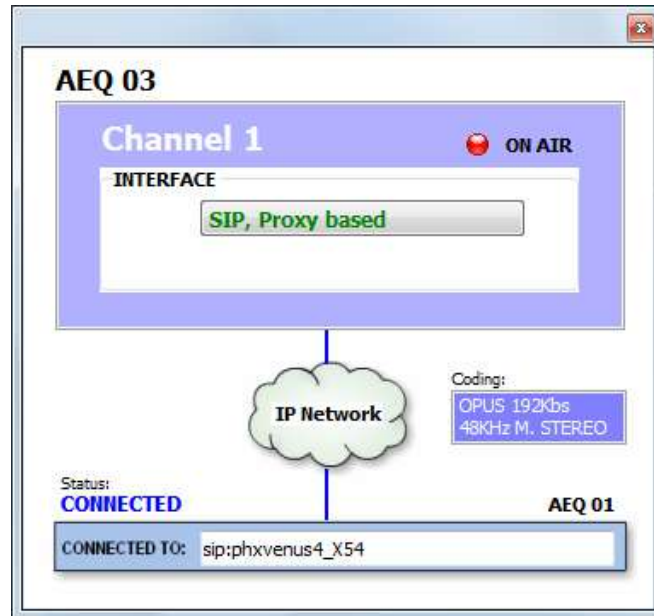 AEQ 03
Channel 1
ON AIR
INTERFACE
SIP, Proxy based
IP Network
Coding:
OPUS 192Kbs
48KHz M. STEREO
Status:
CONNECTED
AEQ 01
CONNECTED TO: sip:phxvenus4_X54